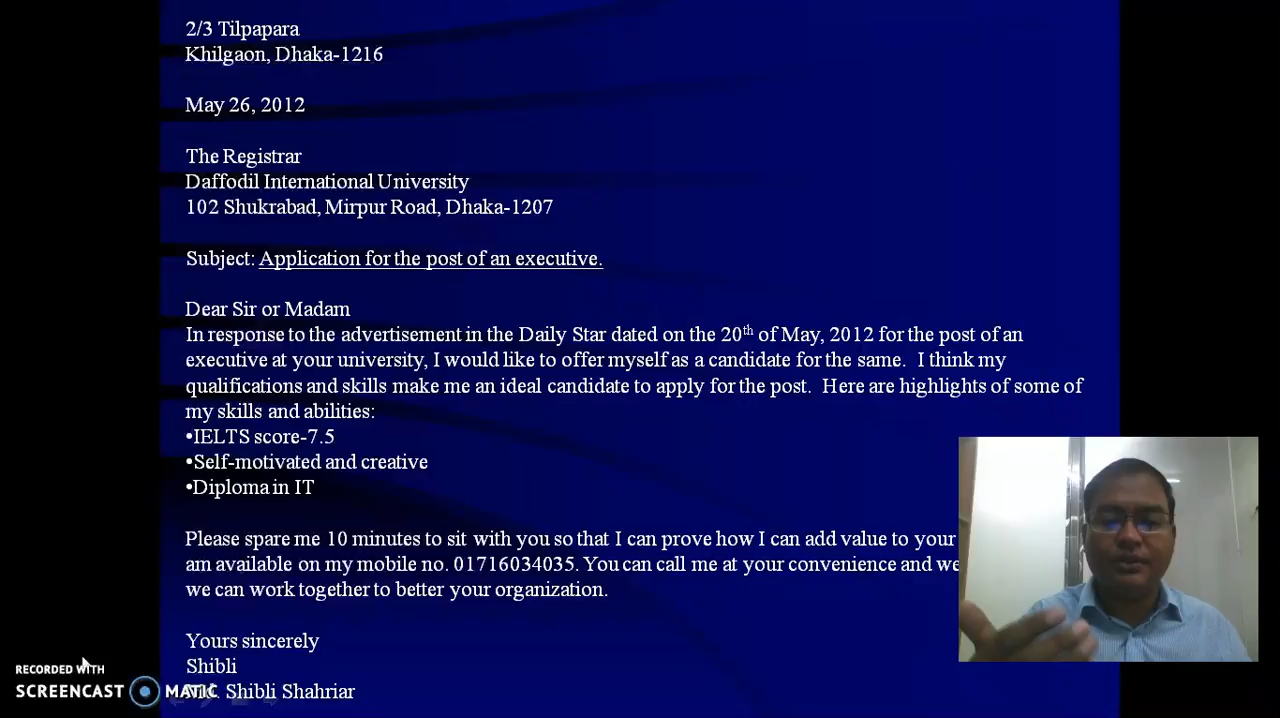 2/3 Tilpapara
Khilgaon, Dhaka-1216
May 26, 2012
The Registrar
Daffodil International University
102 Shukrabad, Mirpur Road, Dhaka-1207
Subject: Application for the post of an executive.
Dear Sir or Madam
In response to the advertisement in the Daily Star dated on the 20th of May, 2012 for the post of an
executive at your university, I would like to offer myself as a candidate for the same. I think my
qualifications and skills make me an ideal candidate to apply for the post. Here are highlights of some of
my skills and abilities:
•IELTS score-7.5
•Self-motivated and creative
•Diploma in IT
Please spare me 10 minutes to sit with you so that I can prove how I can add value to your
am available on my mobile no. 01716034035. You can call me at your convenience and we
we can work together to better your organization.
Yours sincerely
Shibli
Shibli Shahriar
RECORDED WITH
SCREENCAST MATIC